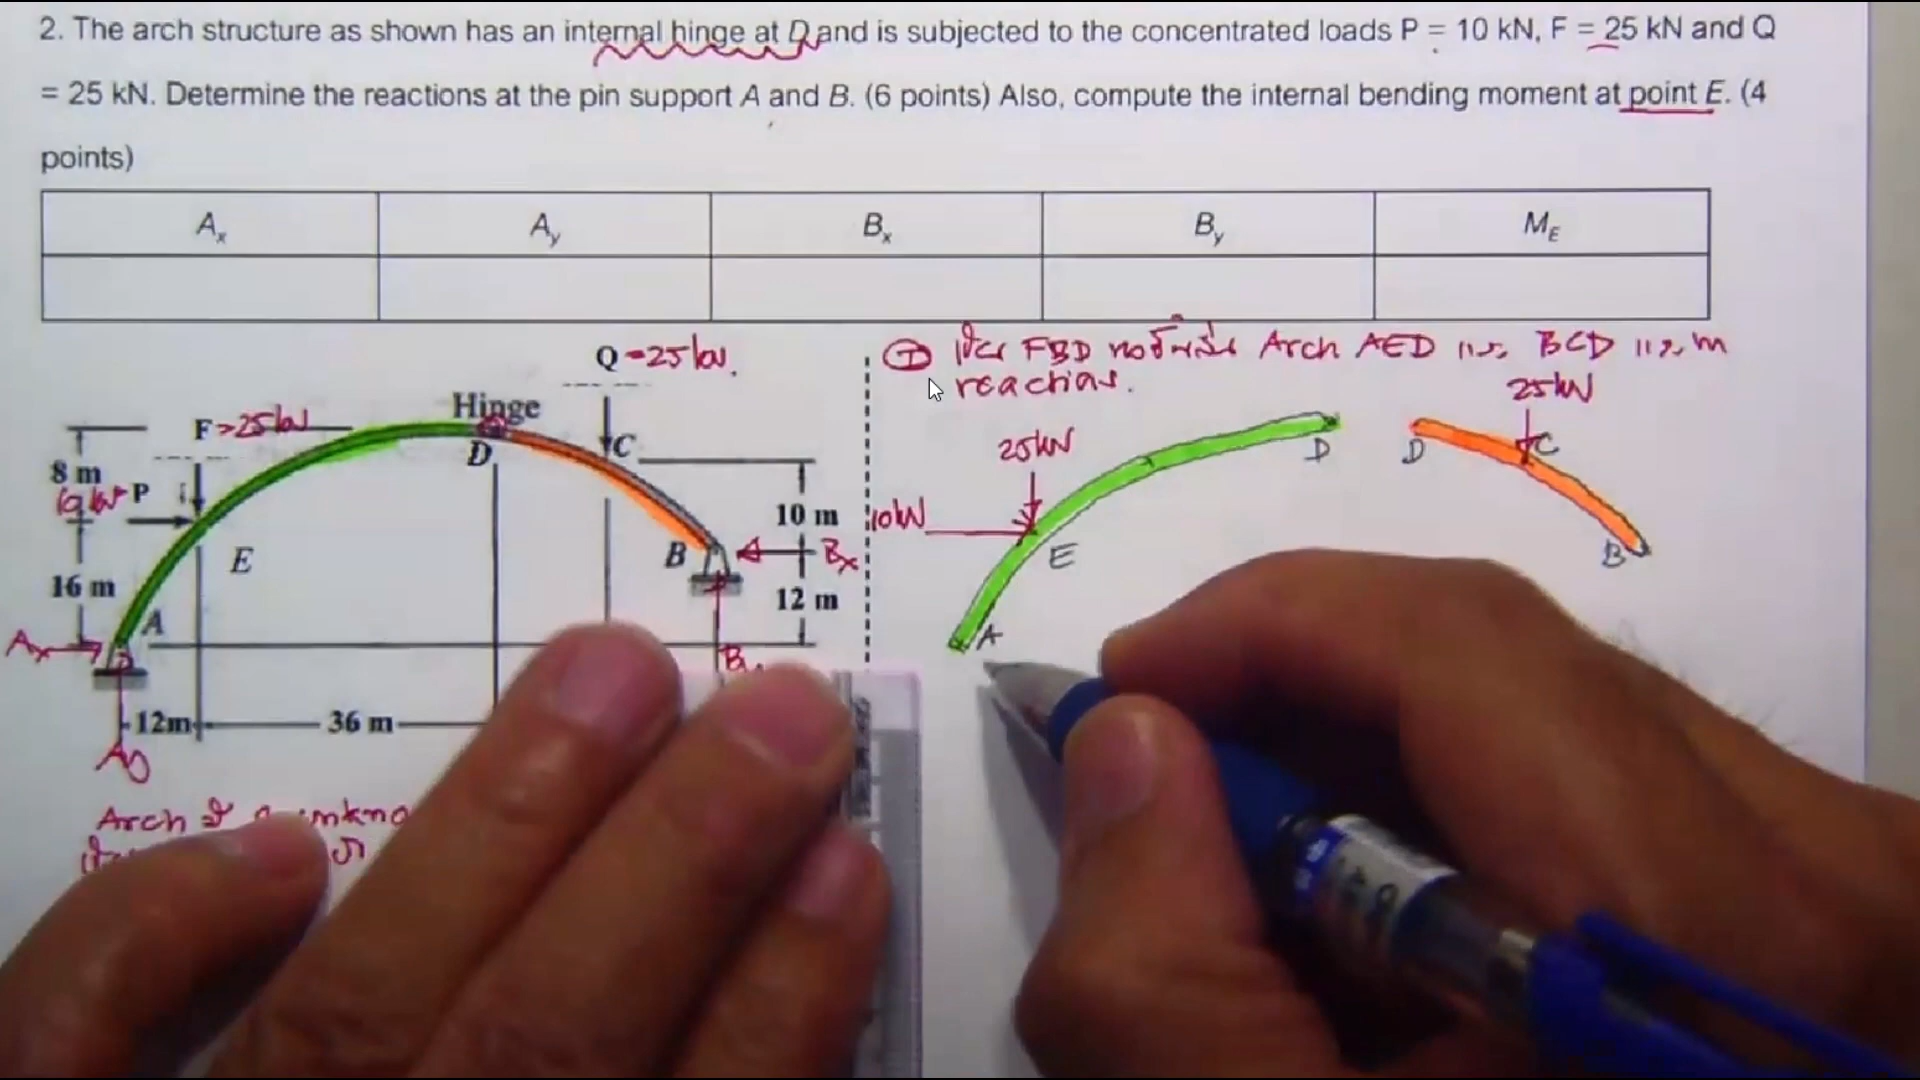 2. The arch structure as shown has an internal hinge at D and is subjected to the concentrated loads P = 10 kN, F = 25 kN and Q
= 25 kN. Determine the reactions at the pin support A and B. (6 points) Also, compute the internal bending moment at point E. (4
points)
Ax Ay Bx By ME
Q = 25 kN
F = 25 kN
Hinge
D
C
8 m
10 kN P
E
16 m
A
Ax
12m
36 m
Ay
B
10 m
Bx
12 m
B
Arch
① FBD Arch AED BCD
reactions.
25 kN
25 kN
10 kN
E
D
D
C
A
B